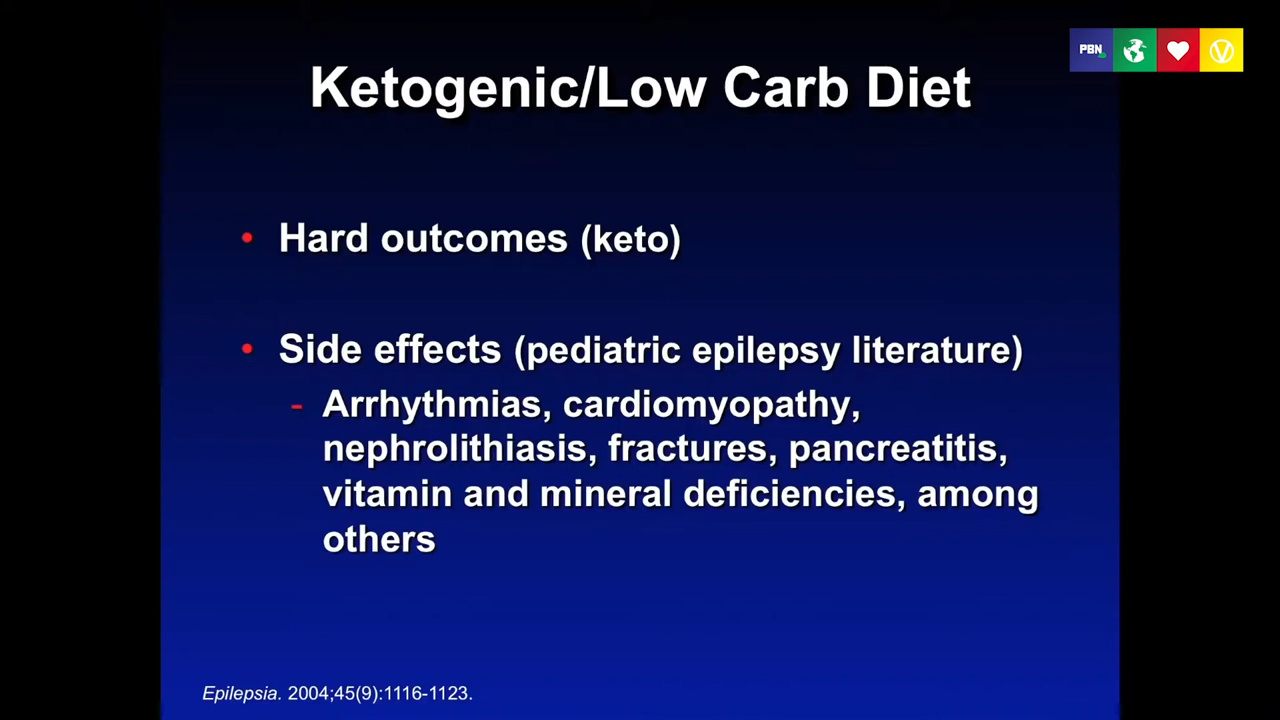 PBN
Ketogenic/Low Carb Diet
• Hard outcomes (keto)
• Side effects (pediatric epilepsy literature)
- Arrhythmias, cardiomyopathy,
nephrolithiasis, fractures, pancreatitis,
vitamin and mineral deficiencies, among
others
Epilepsia. 2004;45(9):1116-1123.